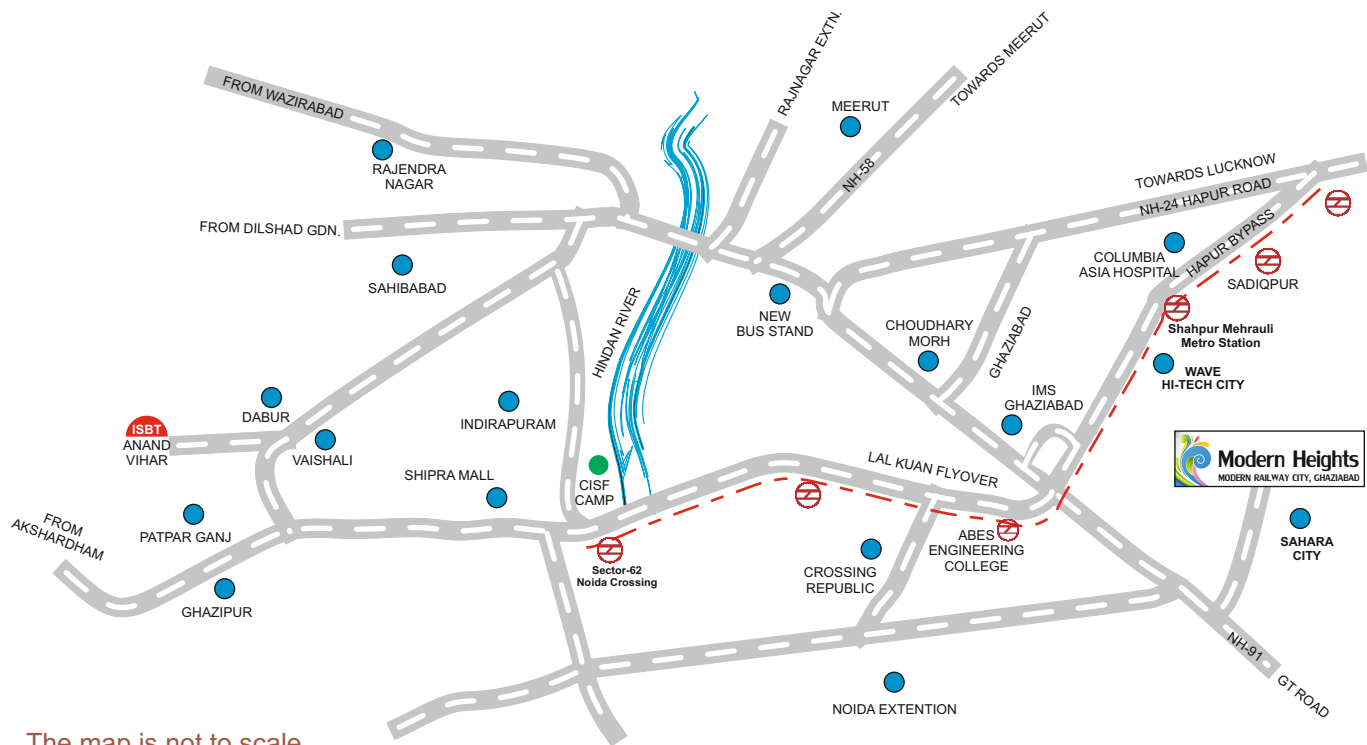 FROM WAZIRABAD
RAJENDRA
NAGAR
FROM DILSHAD GDN.
SAHIBABAD
RAJNAGAR EXTN.
MEERUT
TOWARDS MEERUT
NH-58
TOWARDS LUCKNOW
NH-24 HAPUR ROAD
HAPUR BYPASS
COLUMBIA
ASIA HOSPITAL
SADIQPUR
HINDAN RIVER
NEW
BUS STAND
CHOUDHARY
MORH
GHAZIABAD
Shahpur Mehrauli
Metro Station
WAVE
HI-TECH CITY
IMS
GHAZIABAD
DABUR
ISBT
ANAND
VIHAR
VAISHALI
INDIRAPURAM
SHIPRA MALL
CISF
CAMP
LAL KUAN FLYOVER
Modern Heights
MODERN RAILWAY CITY, GHAZIABAD
PATPAR GANJ
FROM
AKSHARDHAM
GHAZIPUR
Sector-62
Noida Crossing
CROSSING
REPUBLIC
ABES
ENGINEERING
COLLEGE
SAHARA
CITY
NH-91
GT ROAD
NOIDA EXTENTION
The map is not to scale